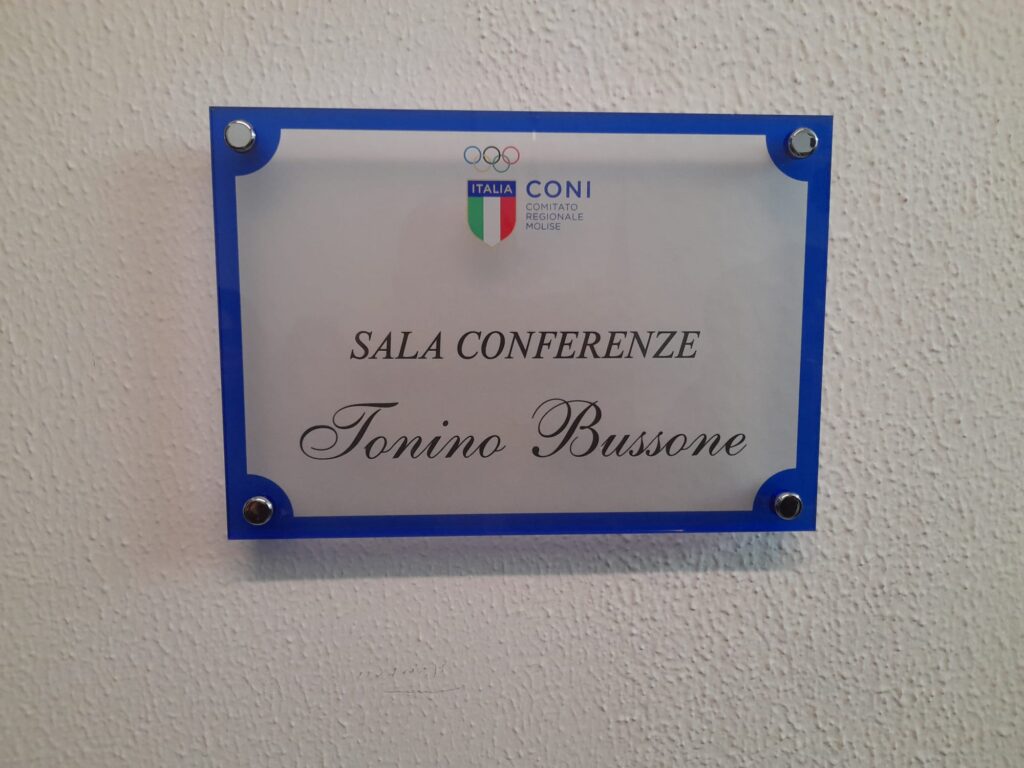 ITALIA
CONI
COMITATO
REGIONALE
MOLISE
SALA CONFERENZE
Tonino Bussone